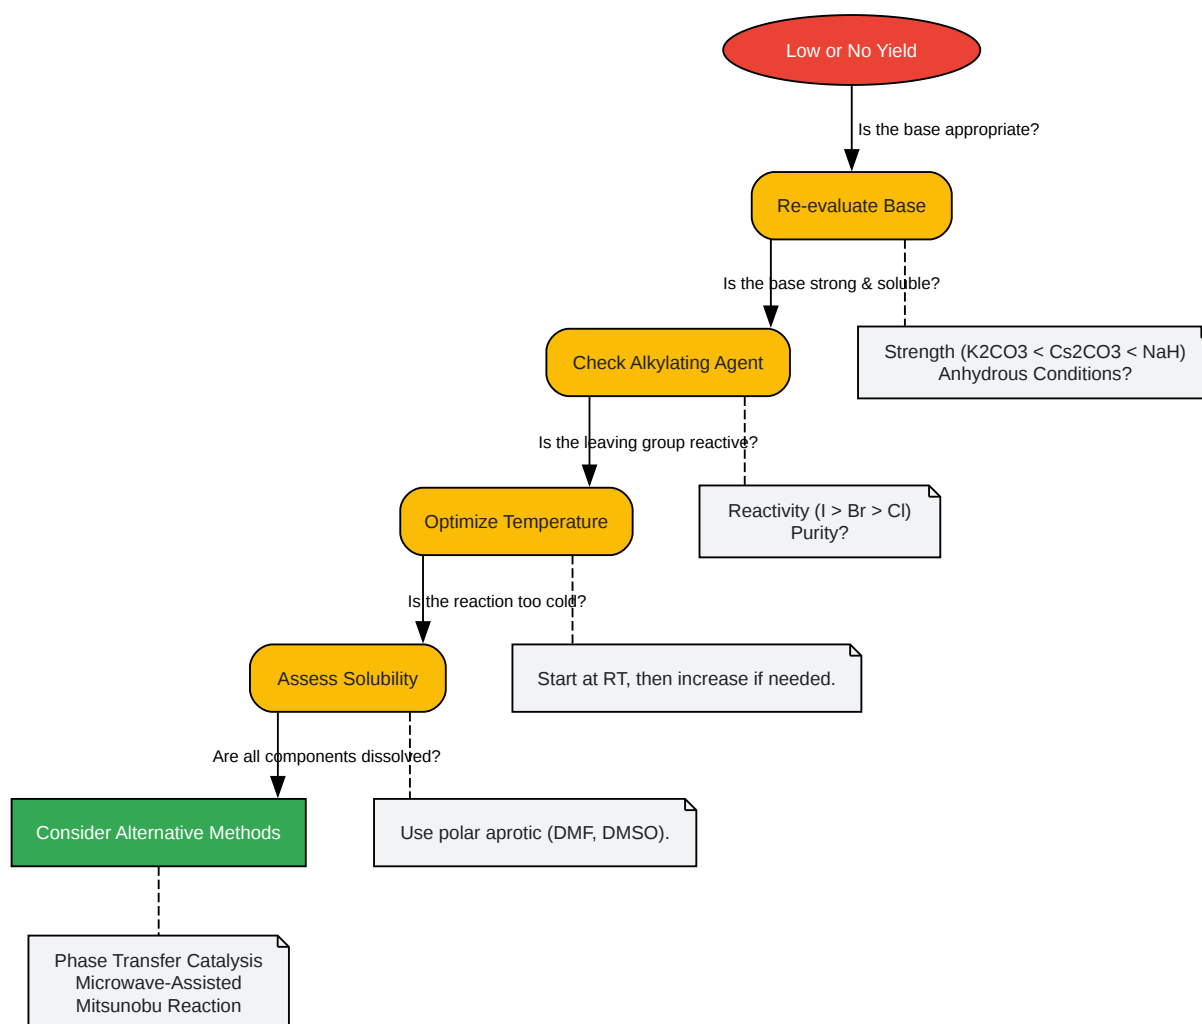 Low or No Yield
Is the base appropriate?
Re-evaluate Base
Is the base strong & soluble?
Strength (K2CO3 < Cs2CO3 < NaH)
Anhydrous Conditions?
Check Alkylating Agent
Is the leaving group reactive?
Reactivity (I > Br > Cl)
Purity?
Optimize Temperature
Is the reaction too cold?
Start at RT, then increase if needed.
Assess Solubility
Are all components dissolved?
Use polar aprotic (DMF, DMSO).
Consider Alternative Methods
Phase Transfer Catalysis
Microwave-Assisted
Mitsunobu Reaction